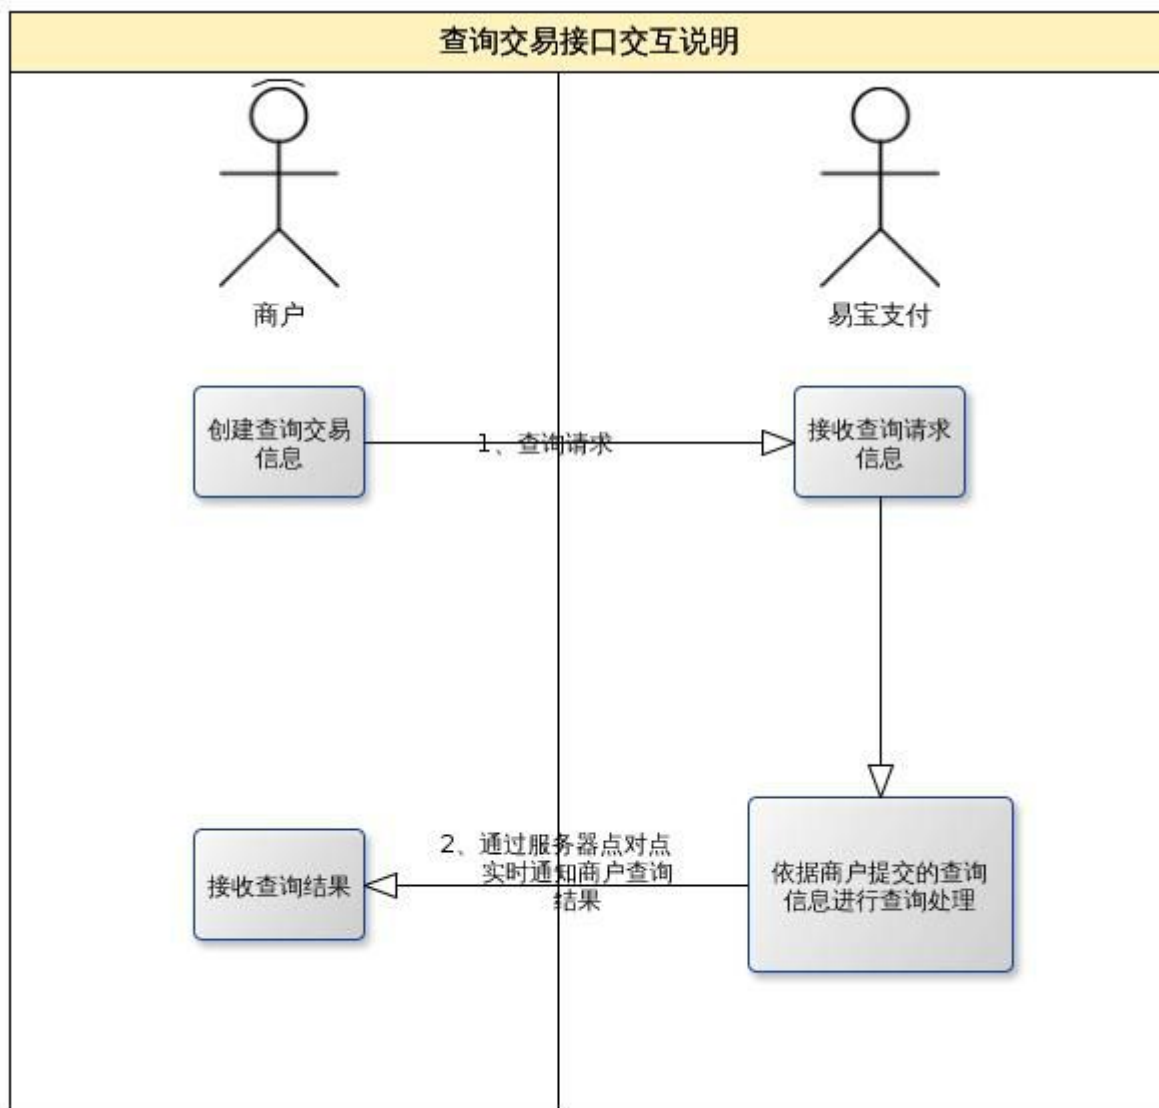 查询交易接口交互说明
商户
易宝支付
创建查询交易
信息
1、查询请求
接收查询请求
信息
接收查询结果
2、通过服务器点对点
实时通知商户查询
结果
依据商户提交的查询
信息进行查询处理